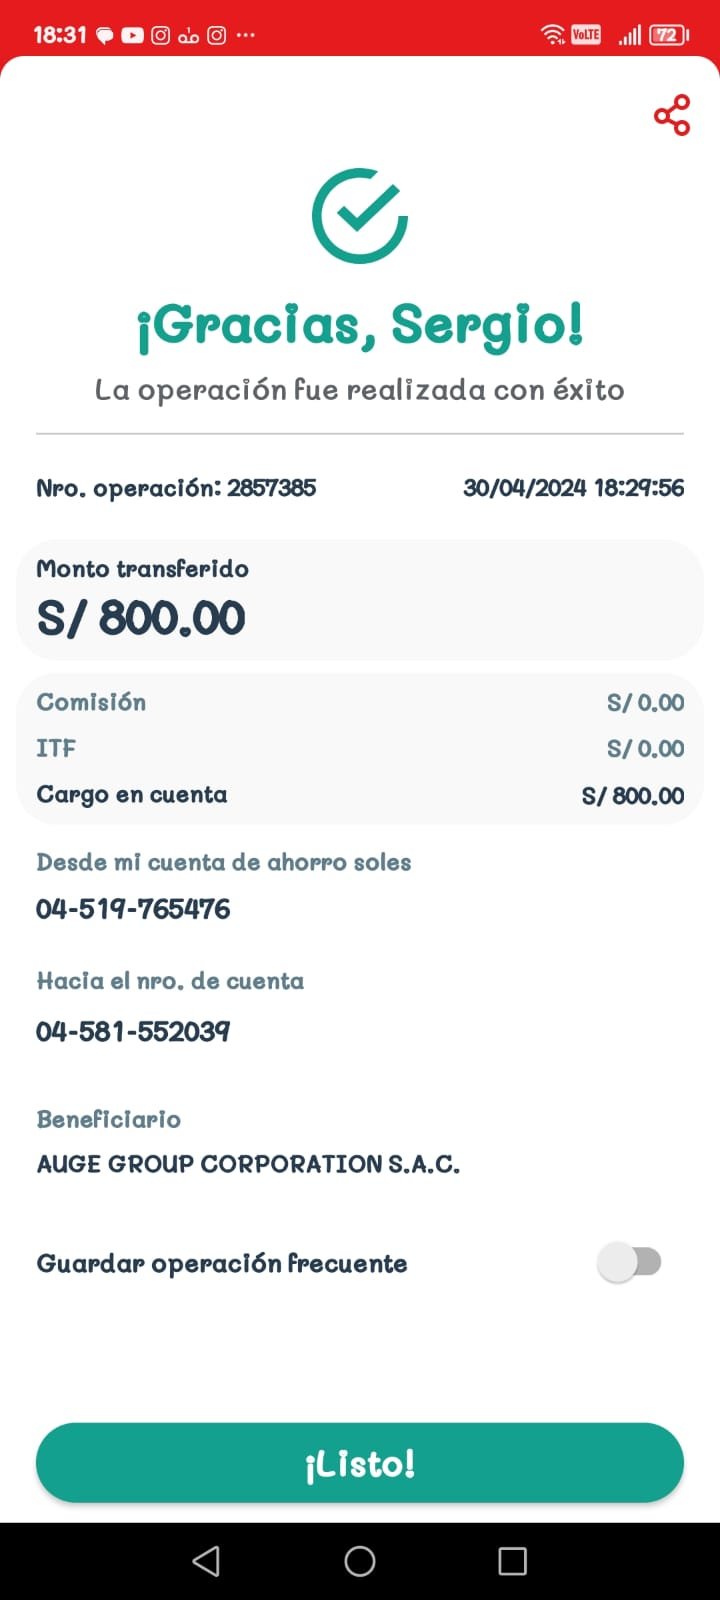 18:31
VoLTE
72
¡Gracias, Sergio!
La operación fue realizada con éxito
Nro. operación: 2857385 30/04/2024 18:29:56
Monto transferido
S/ 800.00
Comisión S/ 0.00
ITF S/ 0.00
Cargo en cuenta S/ 800.00
Desde mi cuenta de ahorro soles
04-519-765476
Hacia el nro. de cuenta
04-581-552039
Beneficiario
AUGE GROUP CORPORATION S.A.C.
Guardar operación frecuente
¡Listo!